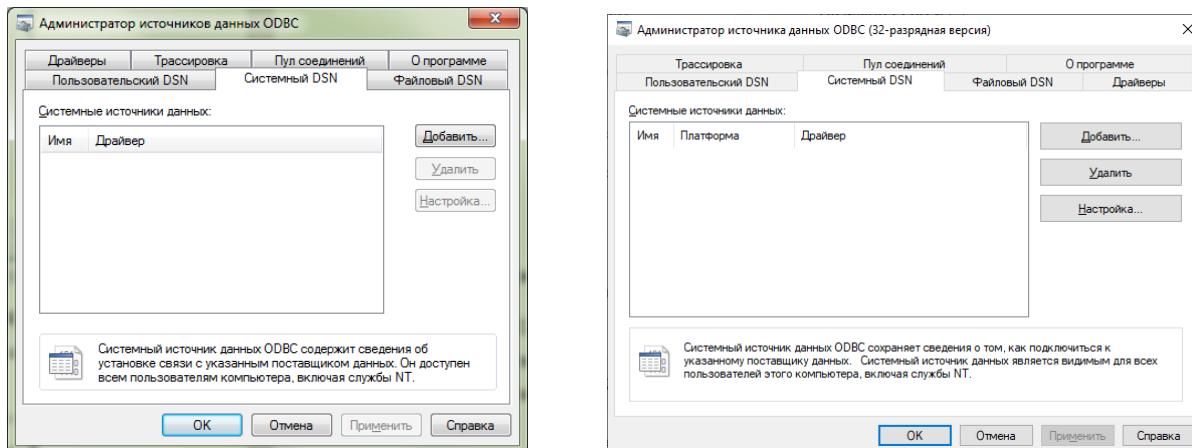 Администратор источников данных ODBC
Драйверы Трассировка Пул соединений О программе
Пользовательский DSN Системный DSN Файловый DSN
Системные источники данных:
Имя Драйвер
Добавить...
Удалить
Настройка...
Системный источник данных ODBC содержит сведения об
установке связи с указанным поставщиком данных. Он доступен
всем пользователям компьютера, включая службы NT.
OK Отмена Применить Справка
Администратор источника данных ODBC (32-разрядная версия)
Трассировка Пул соединений О программе
Пользовательский DSN Системный DSN Файловый DSN Драйверы
Системные источники данных:
Имя Платформа Драйвер
Добавить...
Удалить
Настройка...
Системный источник данных ODBC сохраняет сведения о том, как подключиться к
указанному поставщику данных. Системный источник данных является видимым для всех
пользователей этого компьютера, включая службы NT.
OK Отмена Применить Справка